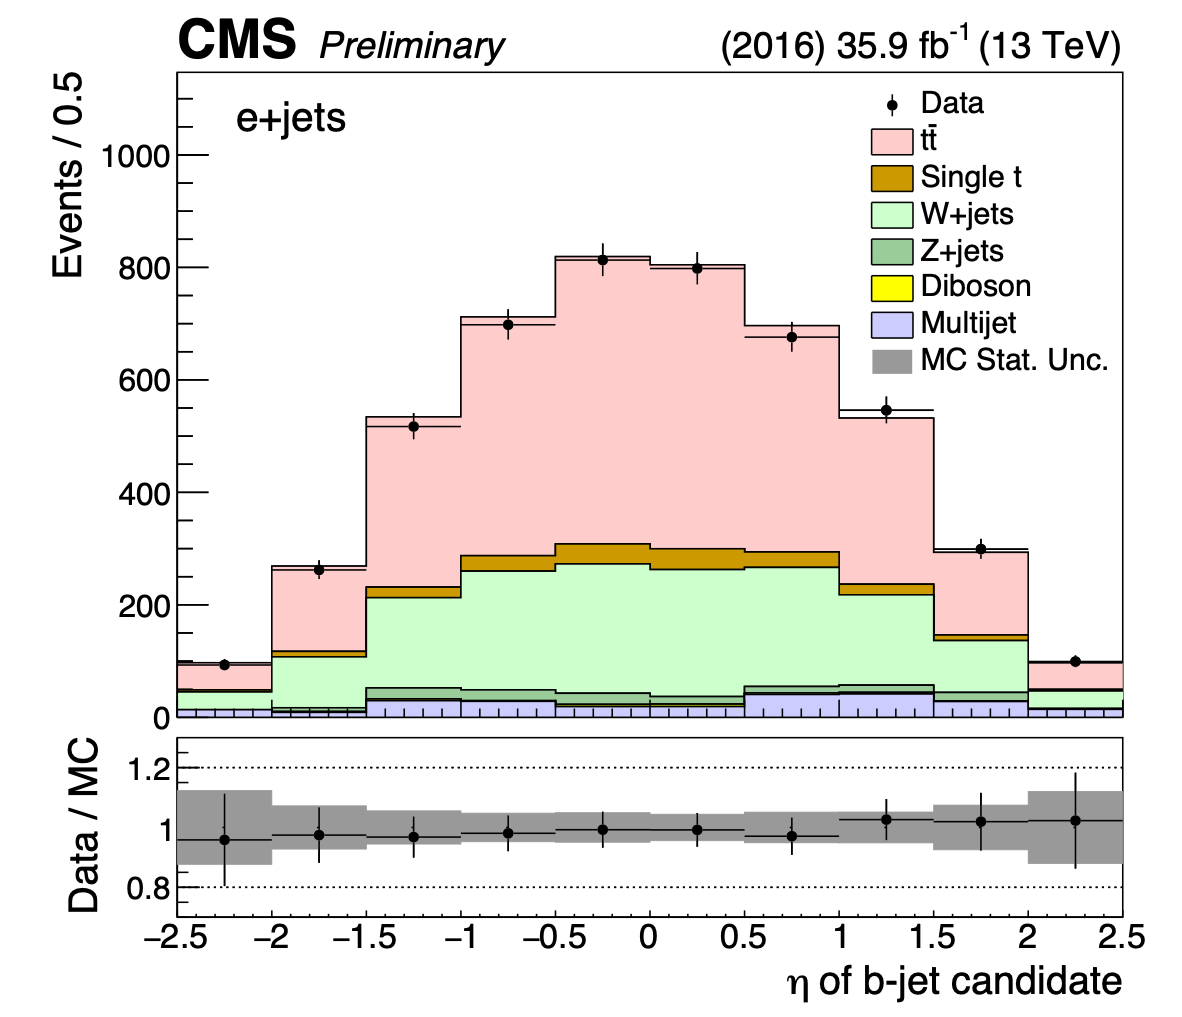 CMS Preliminary (2016) 35.9 fb⁻¹ (13 TeV)
Events / 0.5
e+jets
Data
tt̄
Single t
W+jets
Z+jets
Diboson
Multijet
MC Stat. Unc.
1000
800
600
400
200
0
Data / MC
1.2
1
0.8
−2.5 −2 −1.5 −1 −0.5 0 0.5 1 1.5 2 2.5
η of b-jet candidate